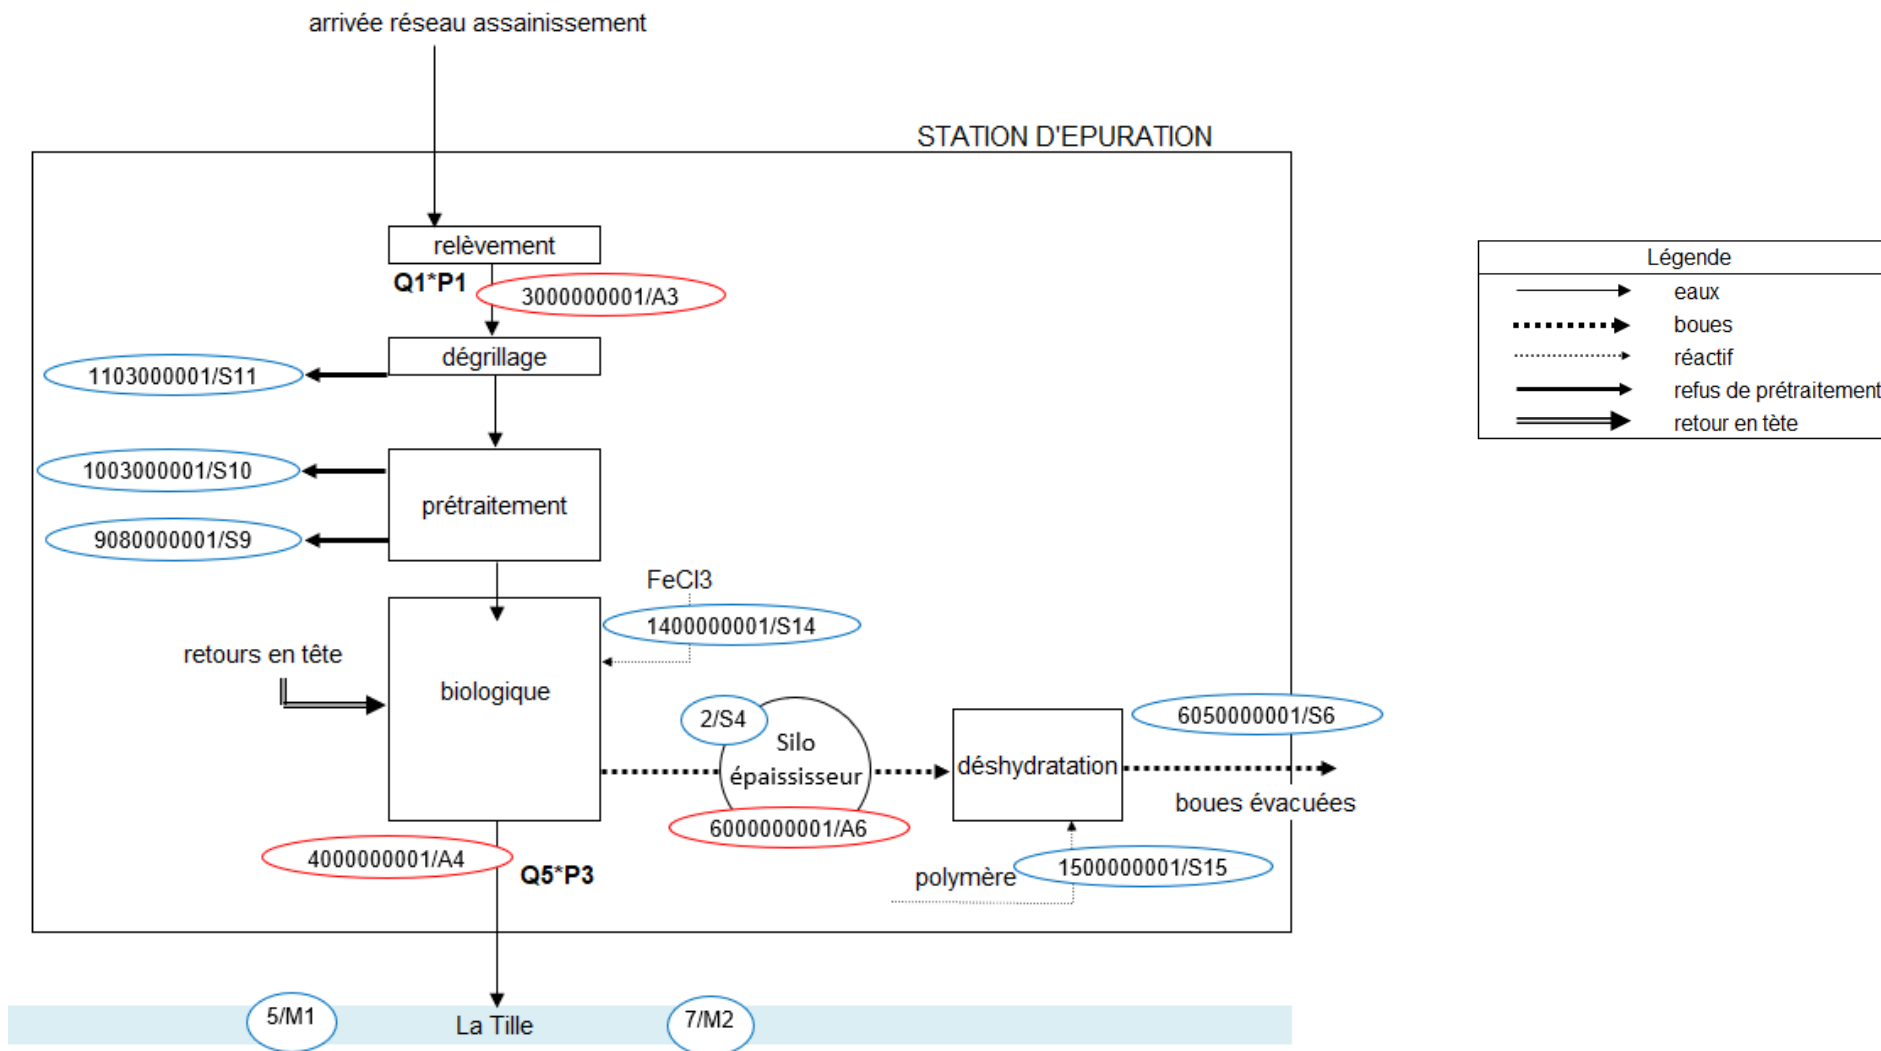 arrivée réseau assainissement
STATION D'EPURATION
relèvement
Q1*P1
3000000001/A3
dégrillage
1103000001/S11
1003000001/S10
prétraitement
9080000001/S9
FeCl3
1400000001/S14
retours en tête
biologique
2/S4
Silo
épaississeur
6000000001/A6
déshydratation
6050000001/S6
boues évacuées
polymère
1500000001/S15
4000000001/A4
Q5*P3
5/M1
La Tille
7/M2
Légende
eaux
boues
réactif
refus de prétraitement
retour en tète